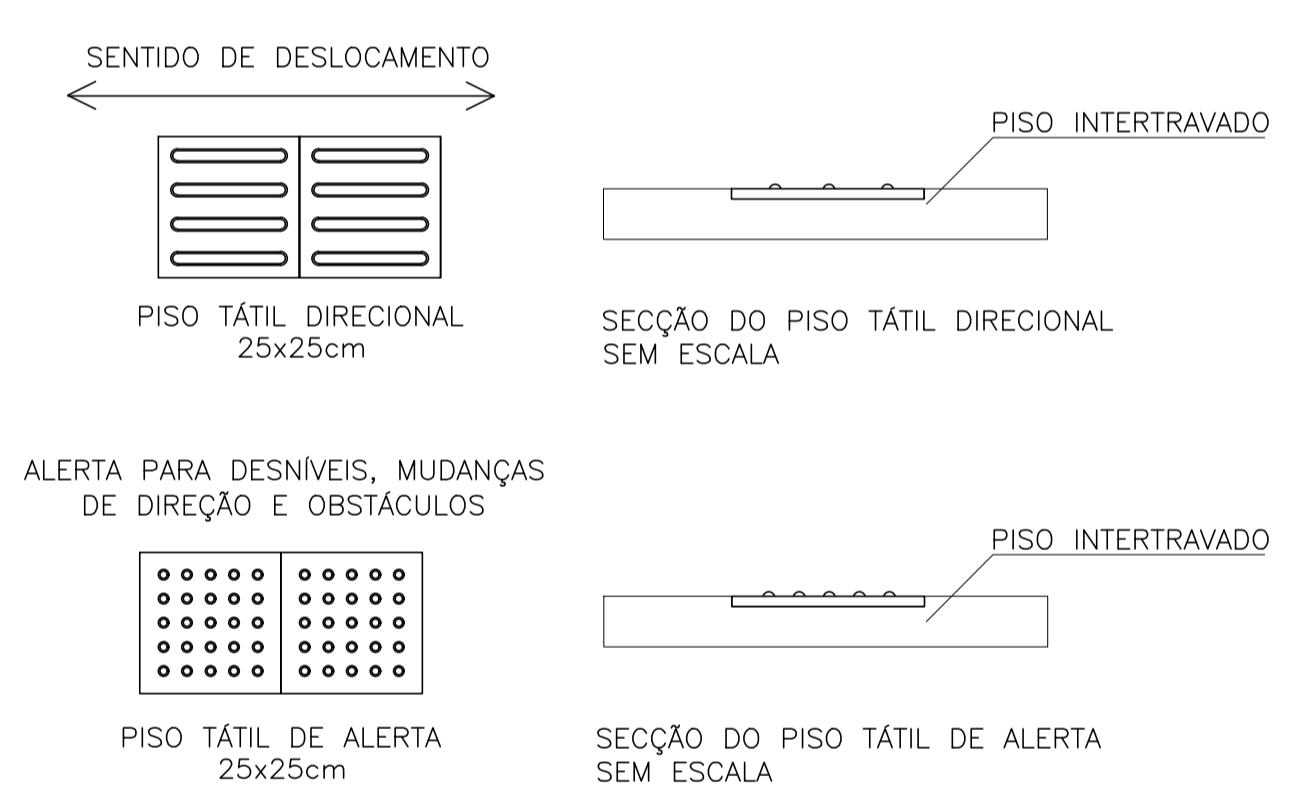 SENTIDO DE DESLOCAMENTO
PISO INTERTRAVADO
PISO TÁTIL DIRECIONAL
25x25cm
SECÇÃO DO PISO TÁTIL DIRECIONAL
SEM ESCALA
ALERTA PARA DESNÍVEIS, MUDANÇAS
DE DIREÇÃO E OBSTÁCULOS
PISO INTERTRAVADO
PISO TÁTIL DE ALERTA
25x25cm
SECÇÃO DO PISO TÁTIL DE ALERTA
SEM ESCALA